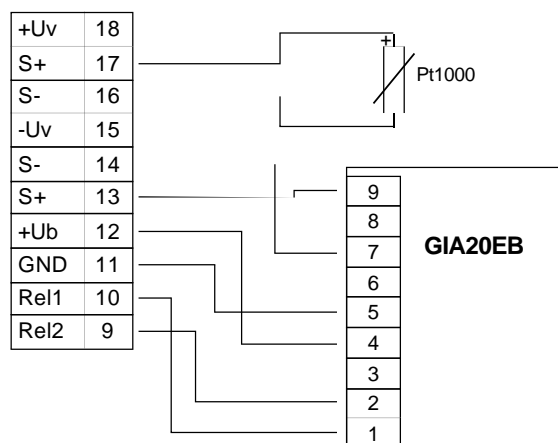 +Uv 18
S+ 17
S- 16
-Uv 15
S- 14
S+ 13
+Ub 12
GND 11
Rel1 10
Rel2 9
+
Pt1000
9
8
7
6
5
4
3
2
1
GIA20EB